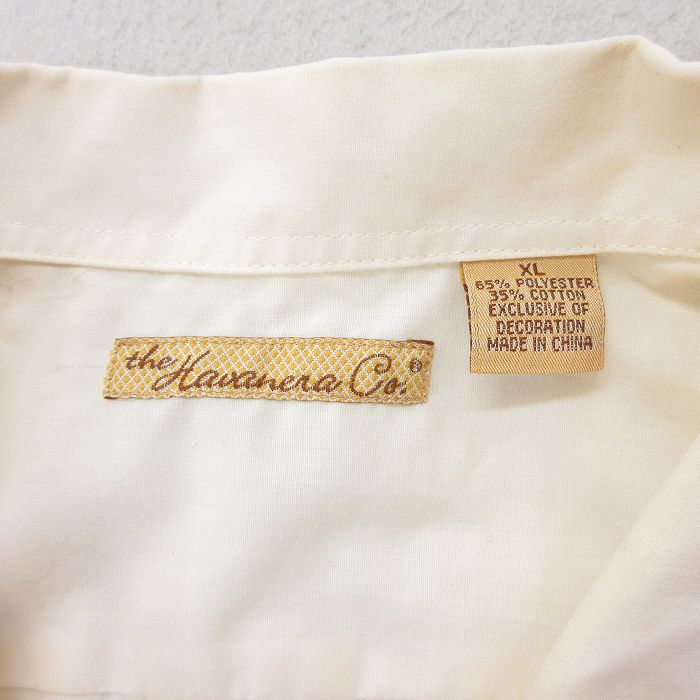 the Havanera Co.®
XL
65% POLYESTER
35% COTTON
EXCLUSIVE OF
DECORATION
MADE IN CHINA